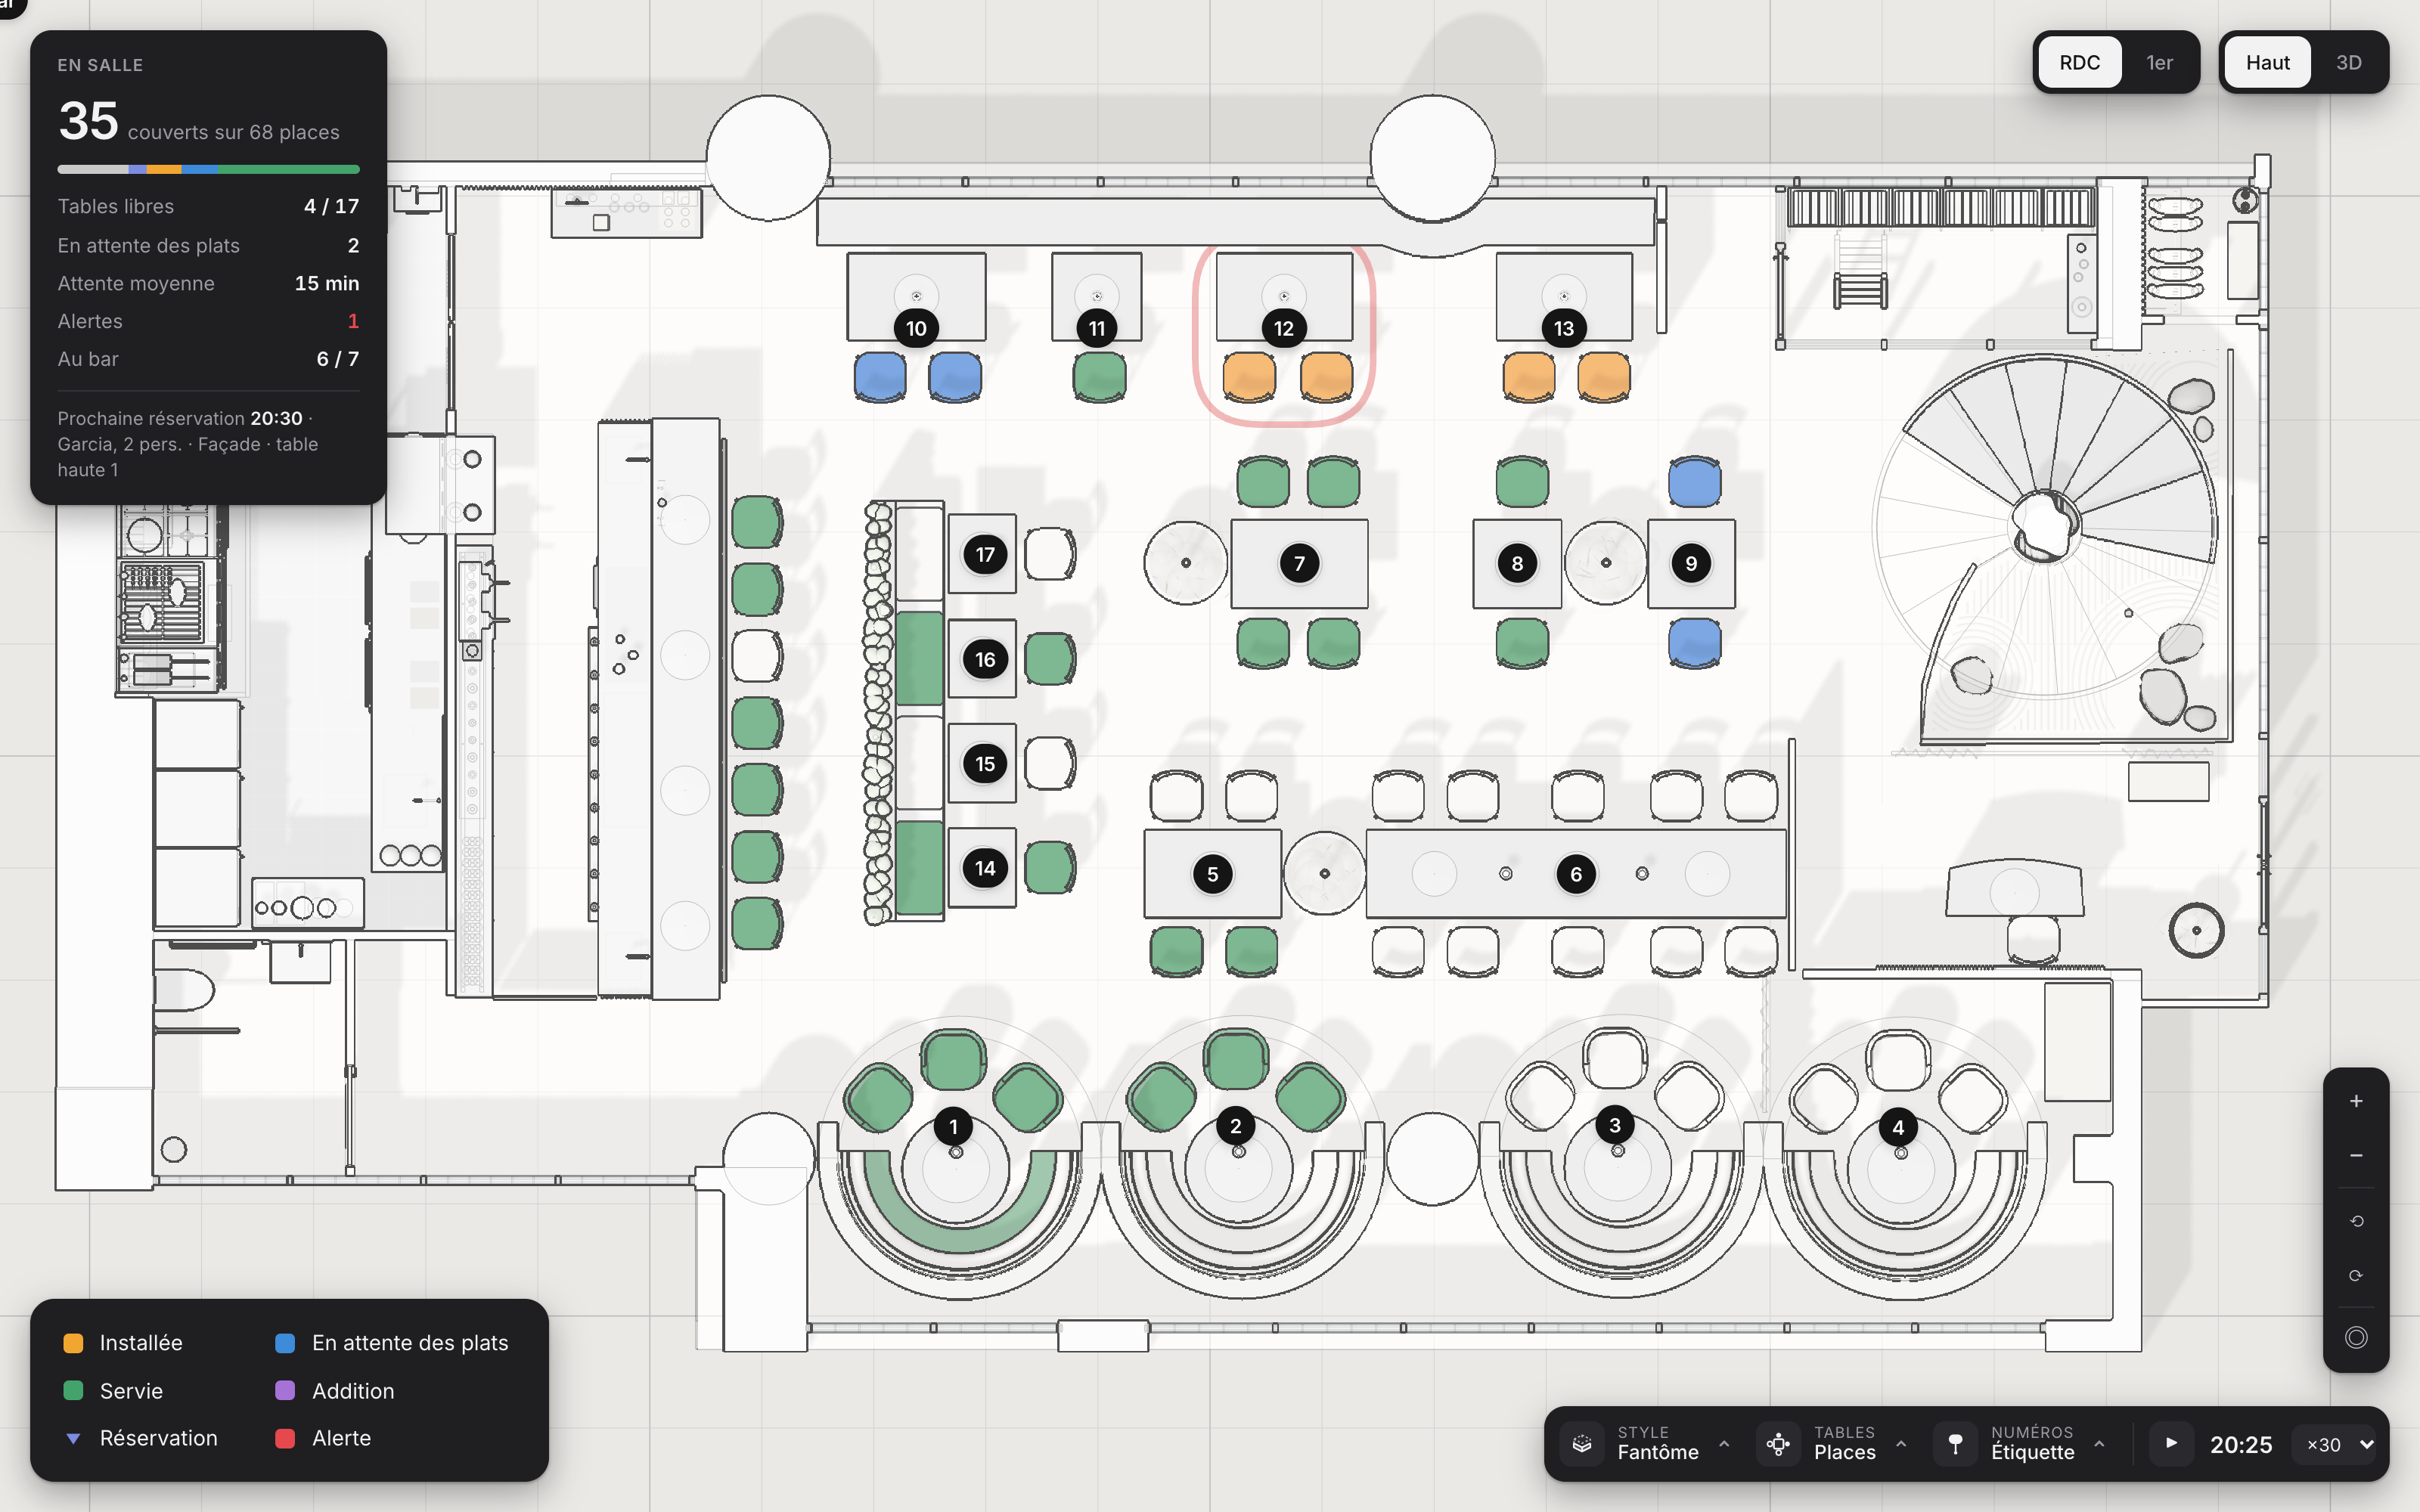 ar
EN SALLE
35 couverts sur 68 places
Tables libres 4 / 17
En attente des plats 2
Attente moyenne 15 min
Alertes 1
Au bar 6 / 7
Prochaine réservation 20:30 ·
Garcia, 2 pers. · Façade · table
haute 1
RDC 1er
Haut 3D
10 11 12 13
17
7 8 9
16
15
14
5 6
1 2 3 4
Installée En attente des plats
Servie Addition
Réservation Alerte
+
−
STYLE
Fantôme
TABLES
Places
NUMÉROS
Étiquette
20:25
×30